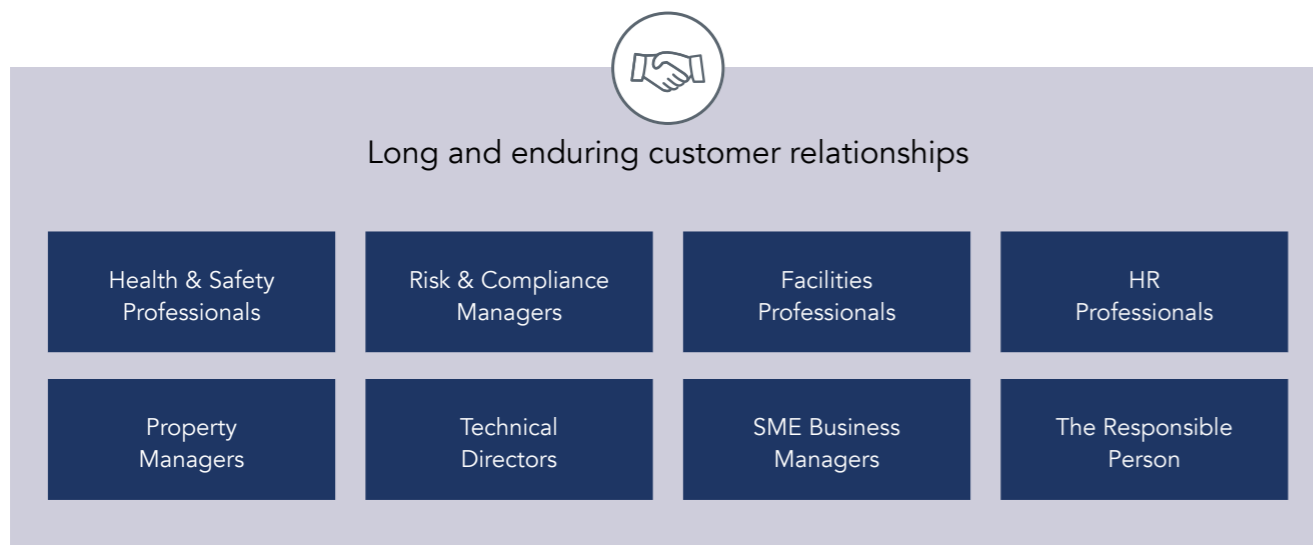 Long and enduring customer relationships
Health & Safety
Professionals
Risk & Compliance
Managers
Facilities
Professionals
HR
Professionals
Property
Managers
Technical
Directors
SME Business
Managers
The Responsible
Person